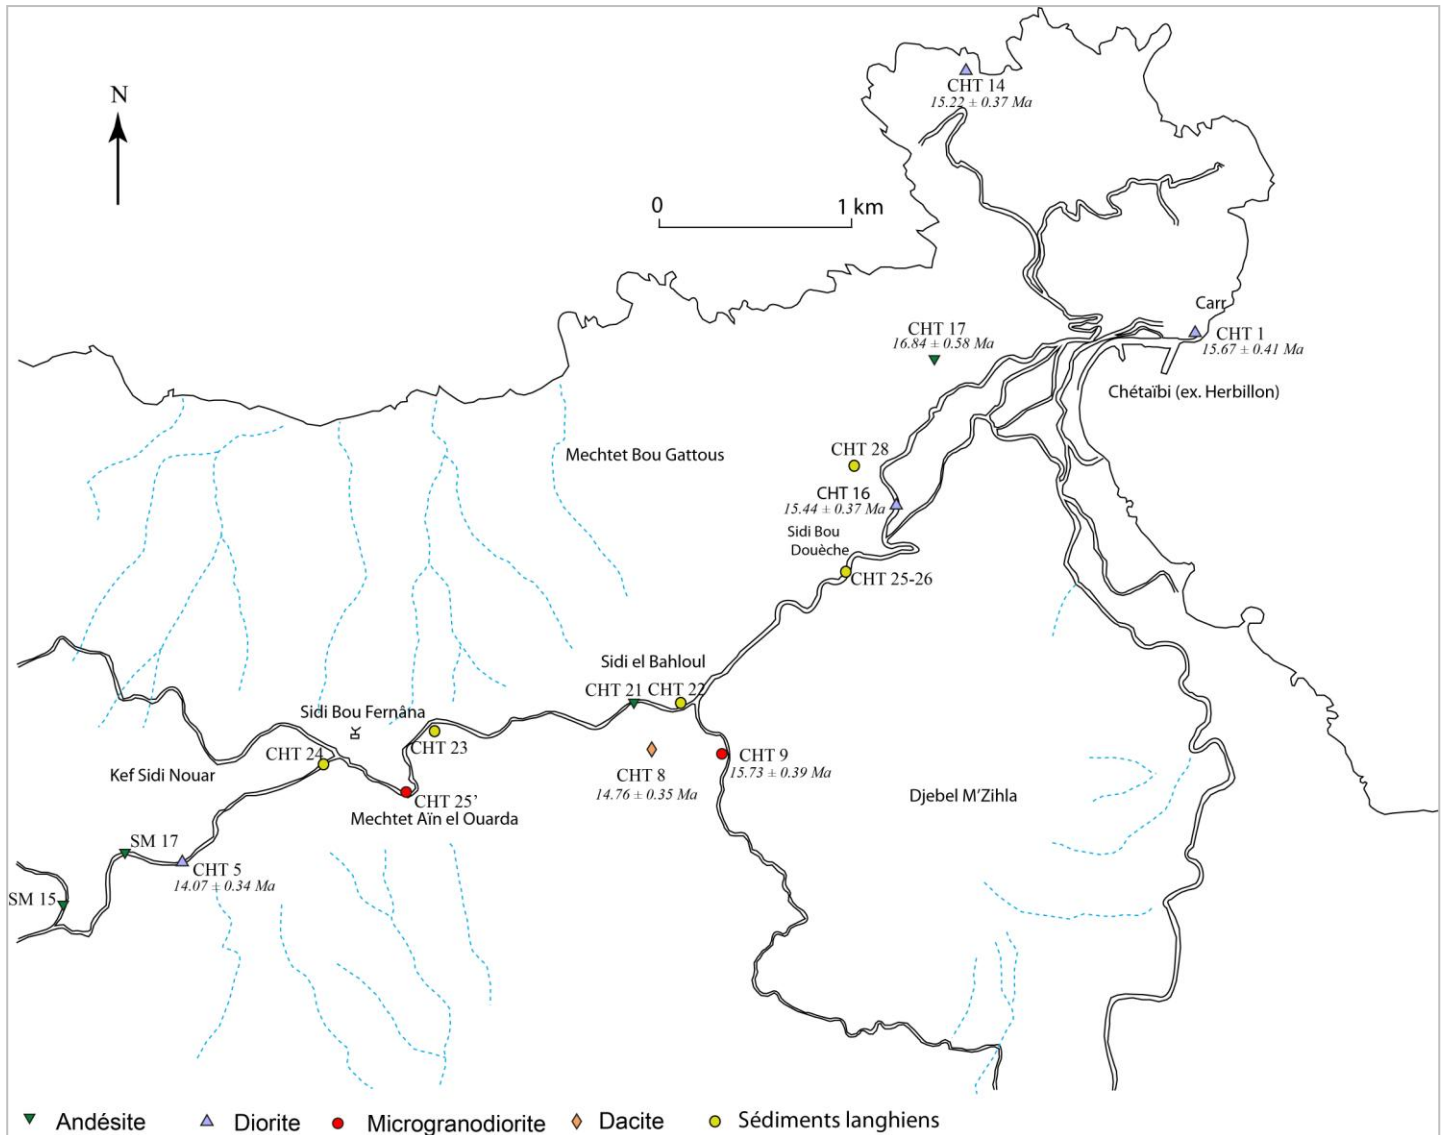 CHT 14
15.22 ± 0.37 Ma
N
0 1 km
Carr
CHT 17
16.84 ± 0.58 Ma
CHT 1
15.67 ± 0.41 Ma
Chétaïbi (ex. Herbillon)
Mechtet Bou Gattous
CHT 28
CHT 16
15.44 ± 0.37 Ma
Sidi Bou
Douèche
CHT 25-26
Sidi el Bahloul
CHT 21 CHT 22
Sidi Bou Fernâna
CHT 23
CHT 24
Kef Sidi Nouar
CHT 8
14.76 ± 0.35 Ma
CHT 9
15.73 ± 0.39 Ma
Djebel M'Zihla
CHT 25'
Mechtet Aïn el Ouarda
SM 17
CHT 5
14.07 ± 0.34 Ma
SM 15
Andésite Diorite Microgranodiorite Dacite Sédiments langhiens